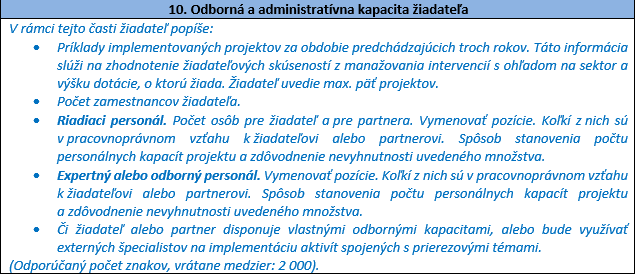 10. Odborná a administratívna kapacita žiadateľa
V rámci tejto časti žiadateľ popíše:
• Príklady implementovaných projektov za obdobie predchádzajúcich troch rokov. Táto informácia
slúži na zhodnotenie žiadateľových skúseností z manažovania intervencií s ohľadom na sektor a
výšku dotácie, o ktorú žiada. Žiadateľ uvedie max. päť projektov.
• Počet zamestnancov žiadateľa.
• Riadiaci personál. Počet osôb pre žiadateľ a pre partnera. Vymenovať pozície. Koľkí z nich sú
v pracovnoprávnom vzťahu k žiadateľovi alebo partnerovi. Spôsob stanovenia počtu
personálnych kapacít projektu a zdôvodnenie nevyhnutnosti uvedeného množstva.
• Expertný alebo odborný personál. Vymenovať pozície. Koľkí z nich sú v pracovnoprávnom vzťahu
k žiadateľovi alebo partnerovi. Spôsob stanovenia počtu personálnych kapacít projektu
a zdôvodnenie nevyhnutnosti uvedeného množstva.
• Či žiadateľ alebo partner disponuje vlastnými odbornými kapacitami, alebo bude využívať
externých špecialistov na implementáciu aktivít spojených s prierezovými témami.
(Odporúčaný počet znakov, vrátane medzier: 2 000).